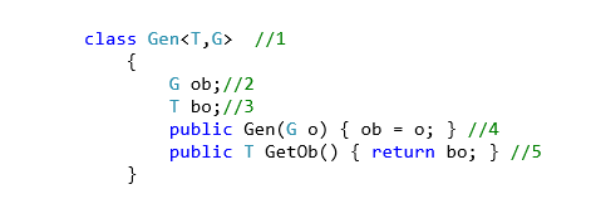 class Gen<T,G>  //1
{
G ob;//2
T bo;//3
public Gen(G o) { ob = o; } //4
public T GetOb() { return bo; } //5
}